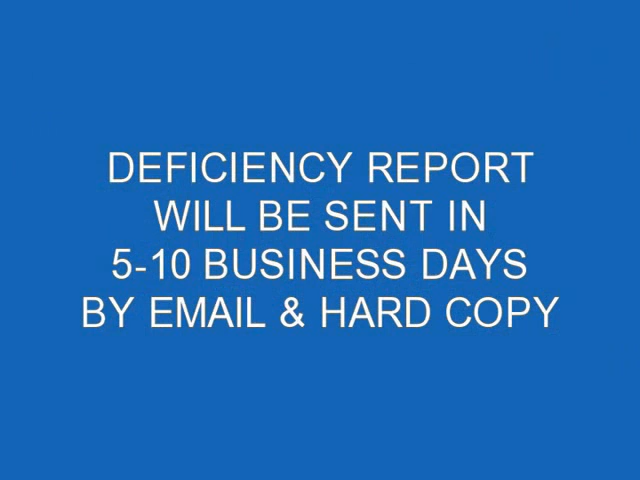 DEFICIENCY REPORT
WILL BE SENT IN
5-10 BUSINESS DAYS
BY EMAIL & HARD COPY